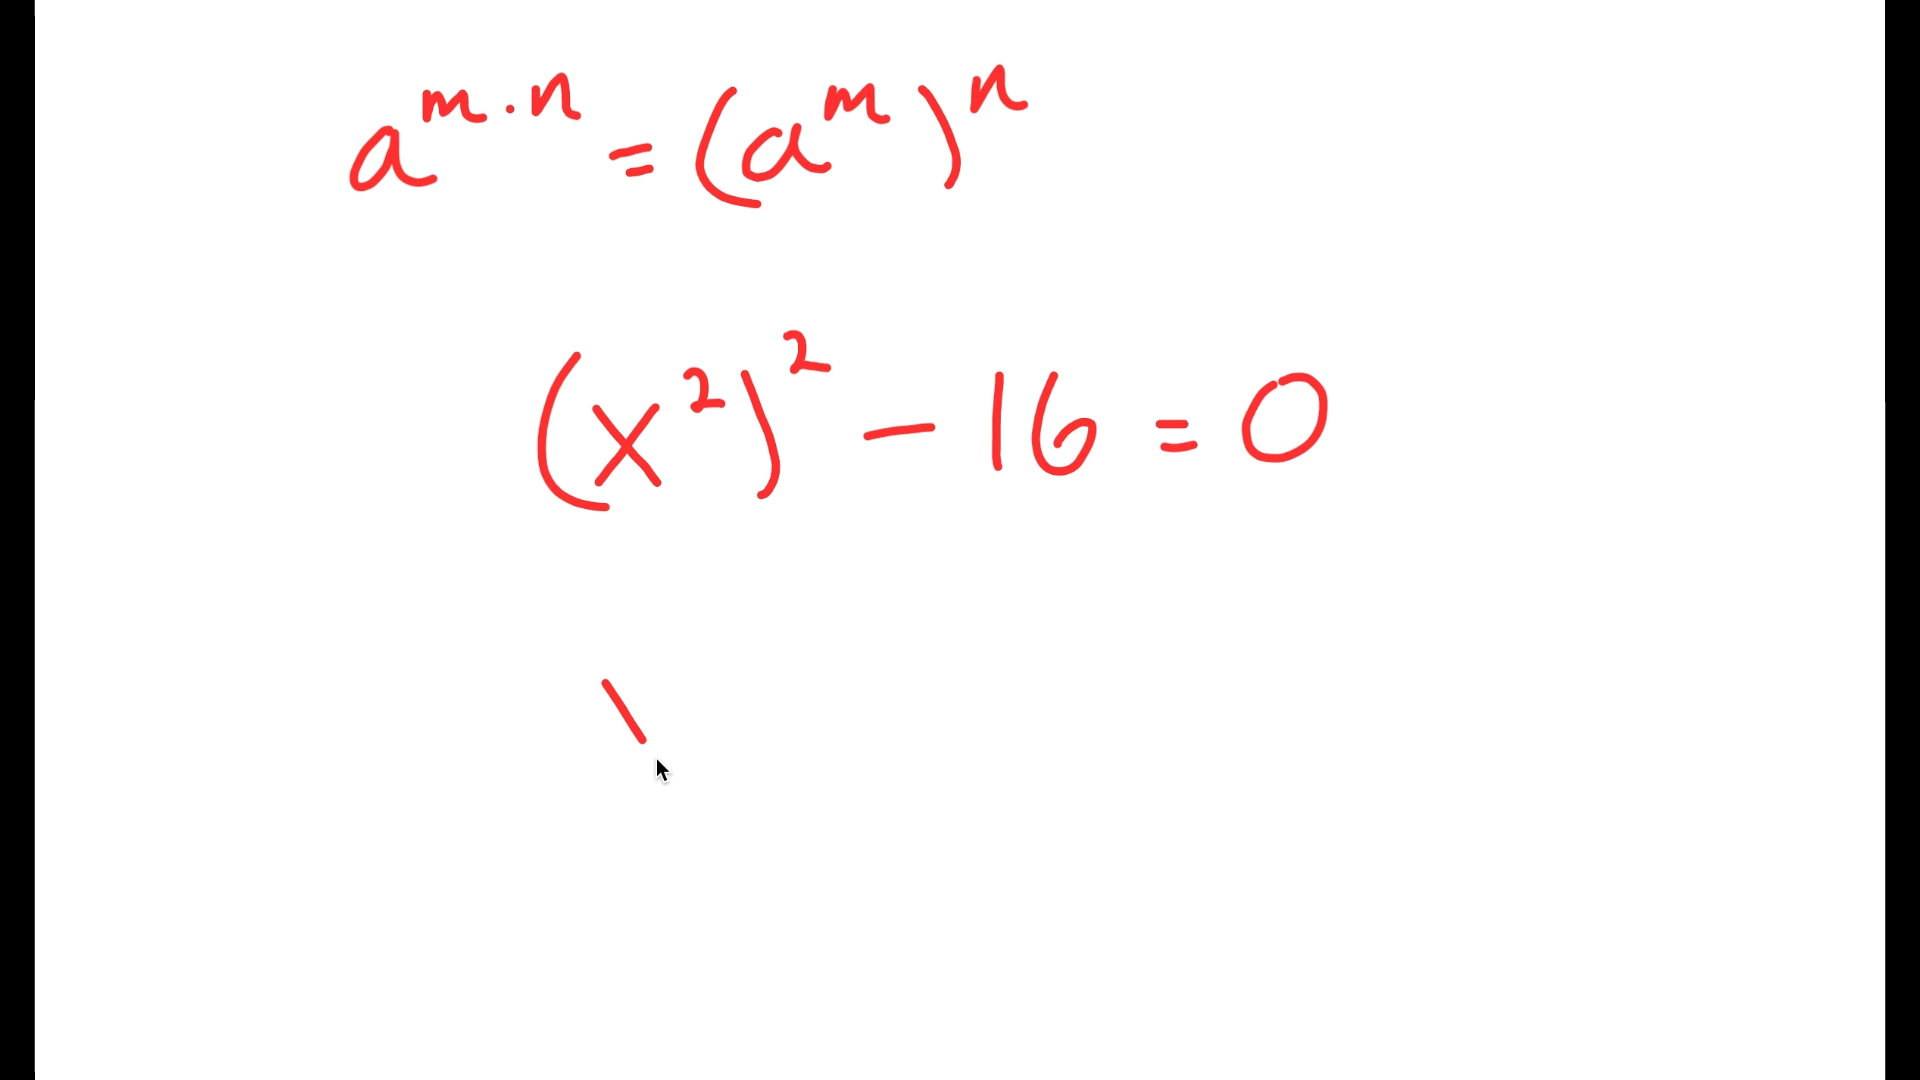 a^{m·n} = (a^m)^n
(x^2)^2 - 16 = 0